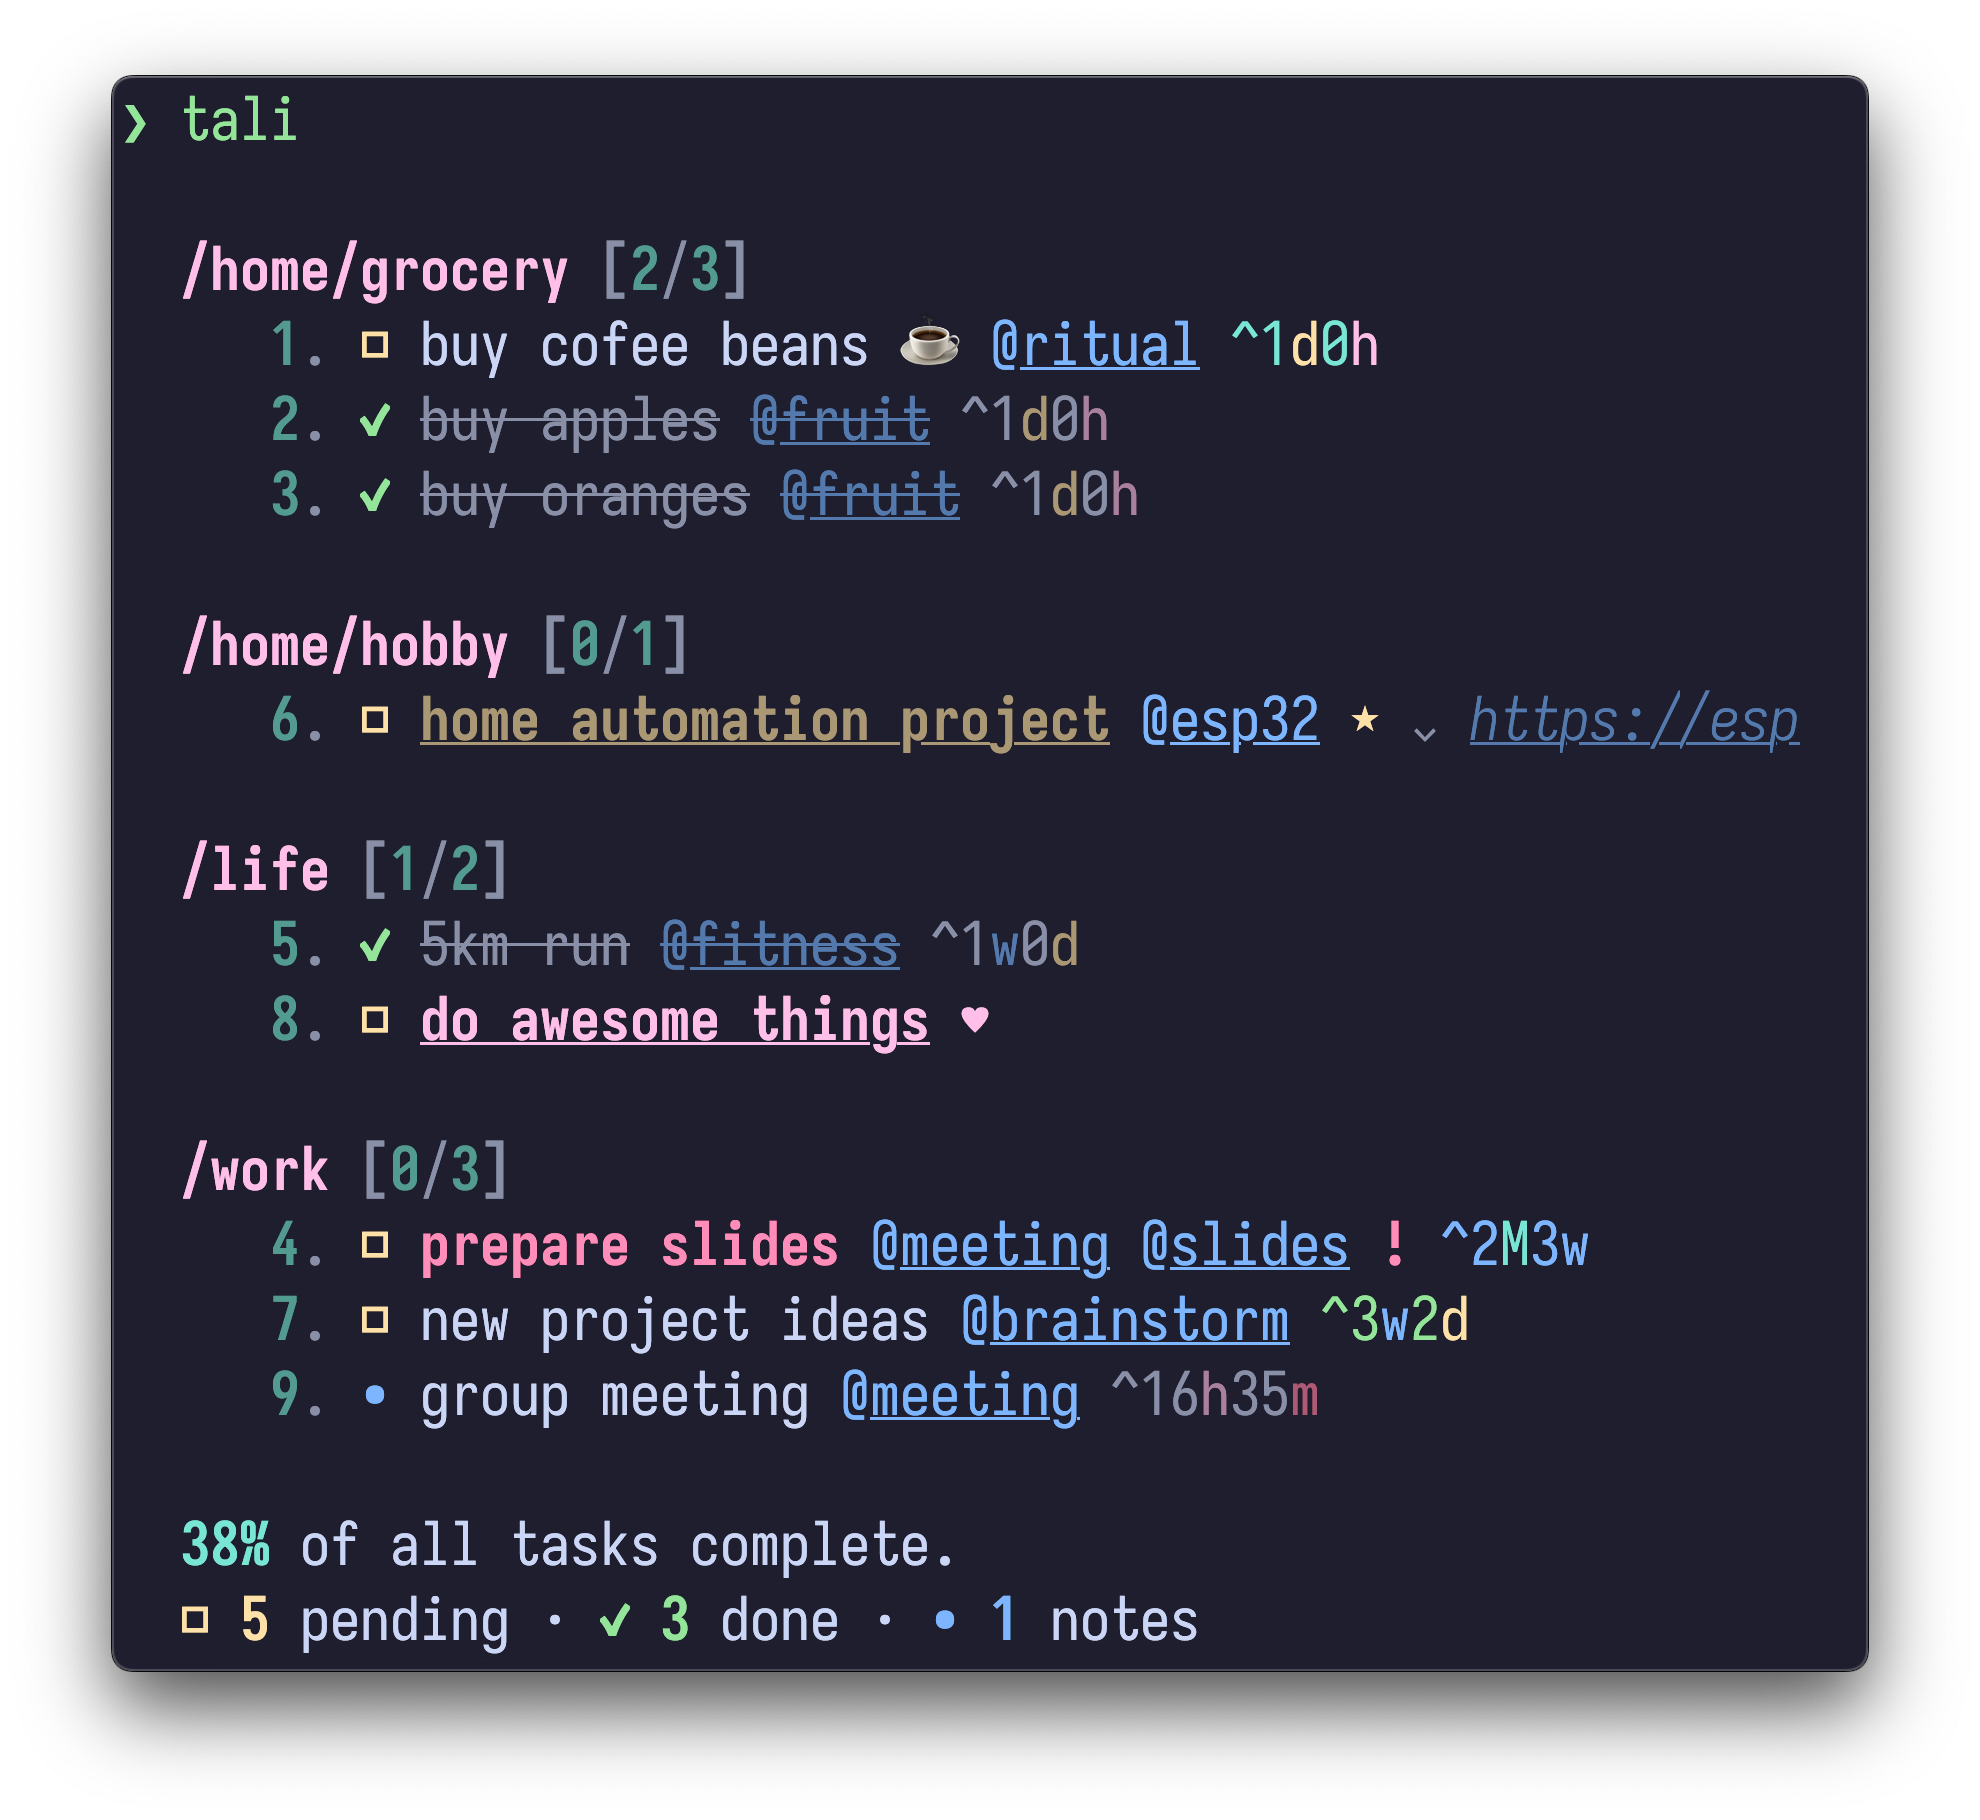 ❯ tali
/home/grocery [2/3]
1. □ buy cofee beans ☕ @ritual ^1d0h
2. ✔ buy apples @fruit ^1d0h
3. ✔ buy oranges @fruit ^1d0h
/home/hobby [0/1]
6. □ home automation project @esp32 ★ ⌄ https://esp
/life [1/2]
5. ✔ 5km run @fitness ^1w0d
8. □ do awesome things ♥
/work [0/3]
4. □ prepare slides @meeting @slides ! ^2M3w
7. □ new project ideas @brainstorm ^3w2d
9. • group meeting @meeting ^16h35m
38% of all tasks complete.
□ 5 pending · ✔ 3 done · • 1 notes